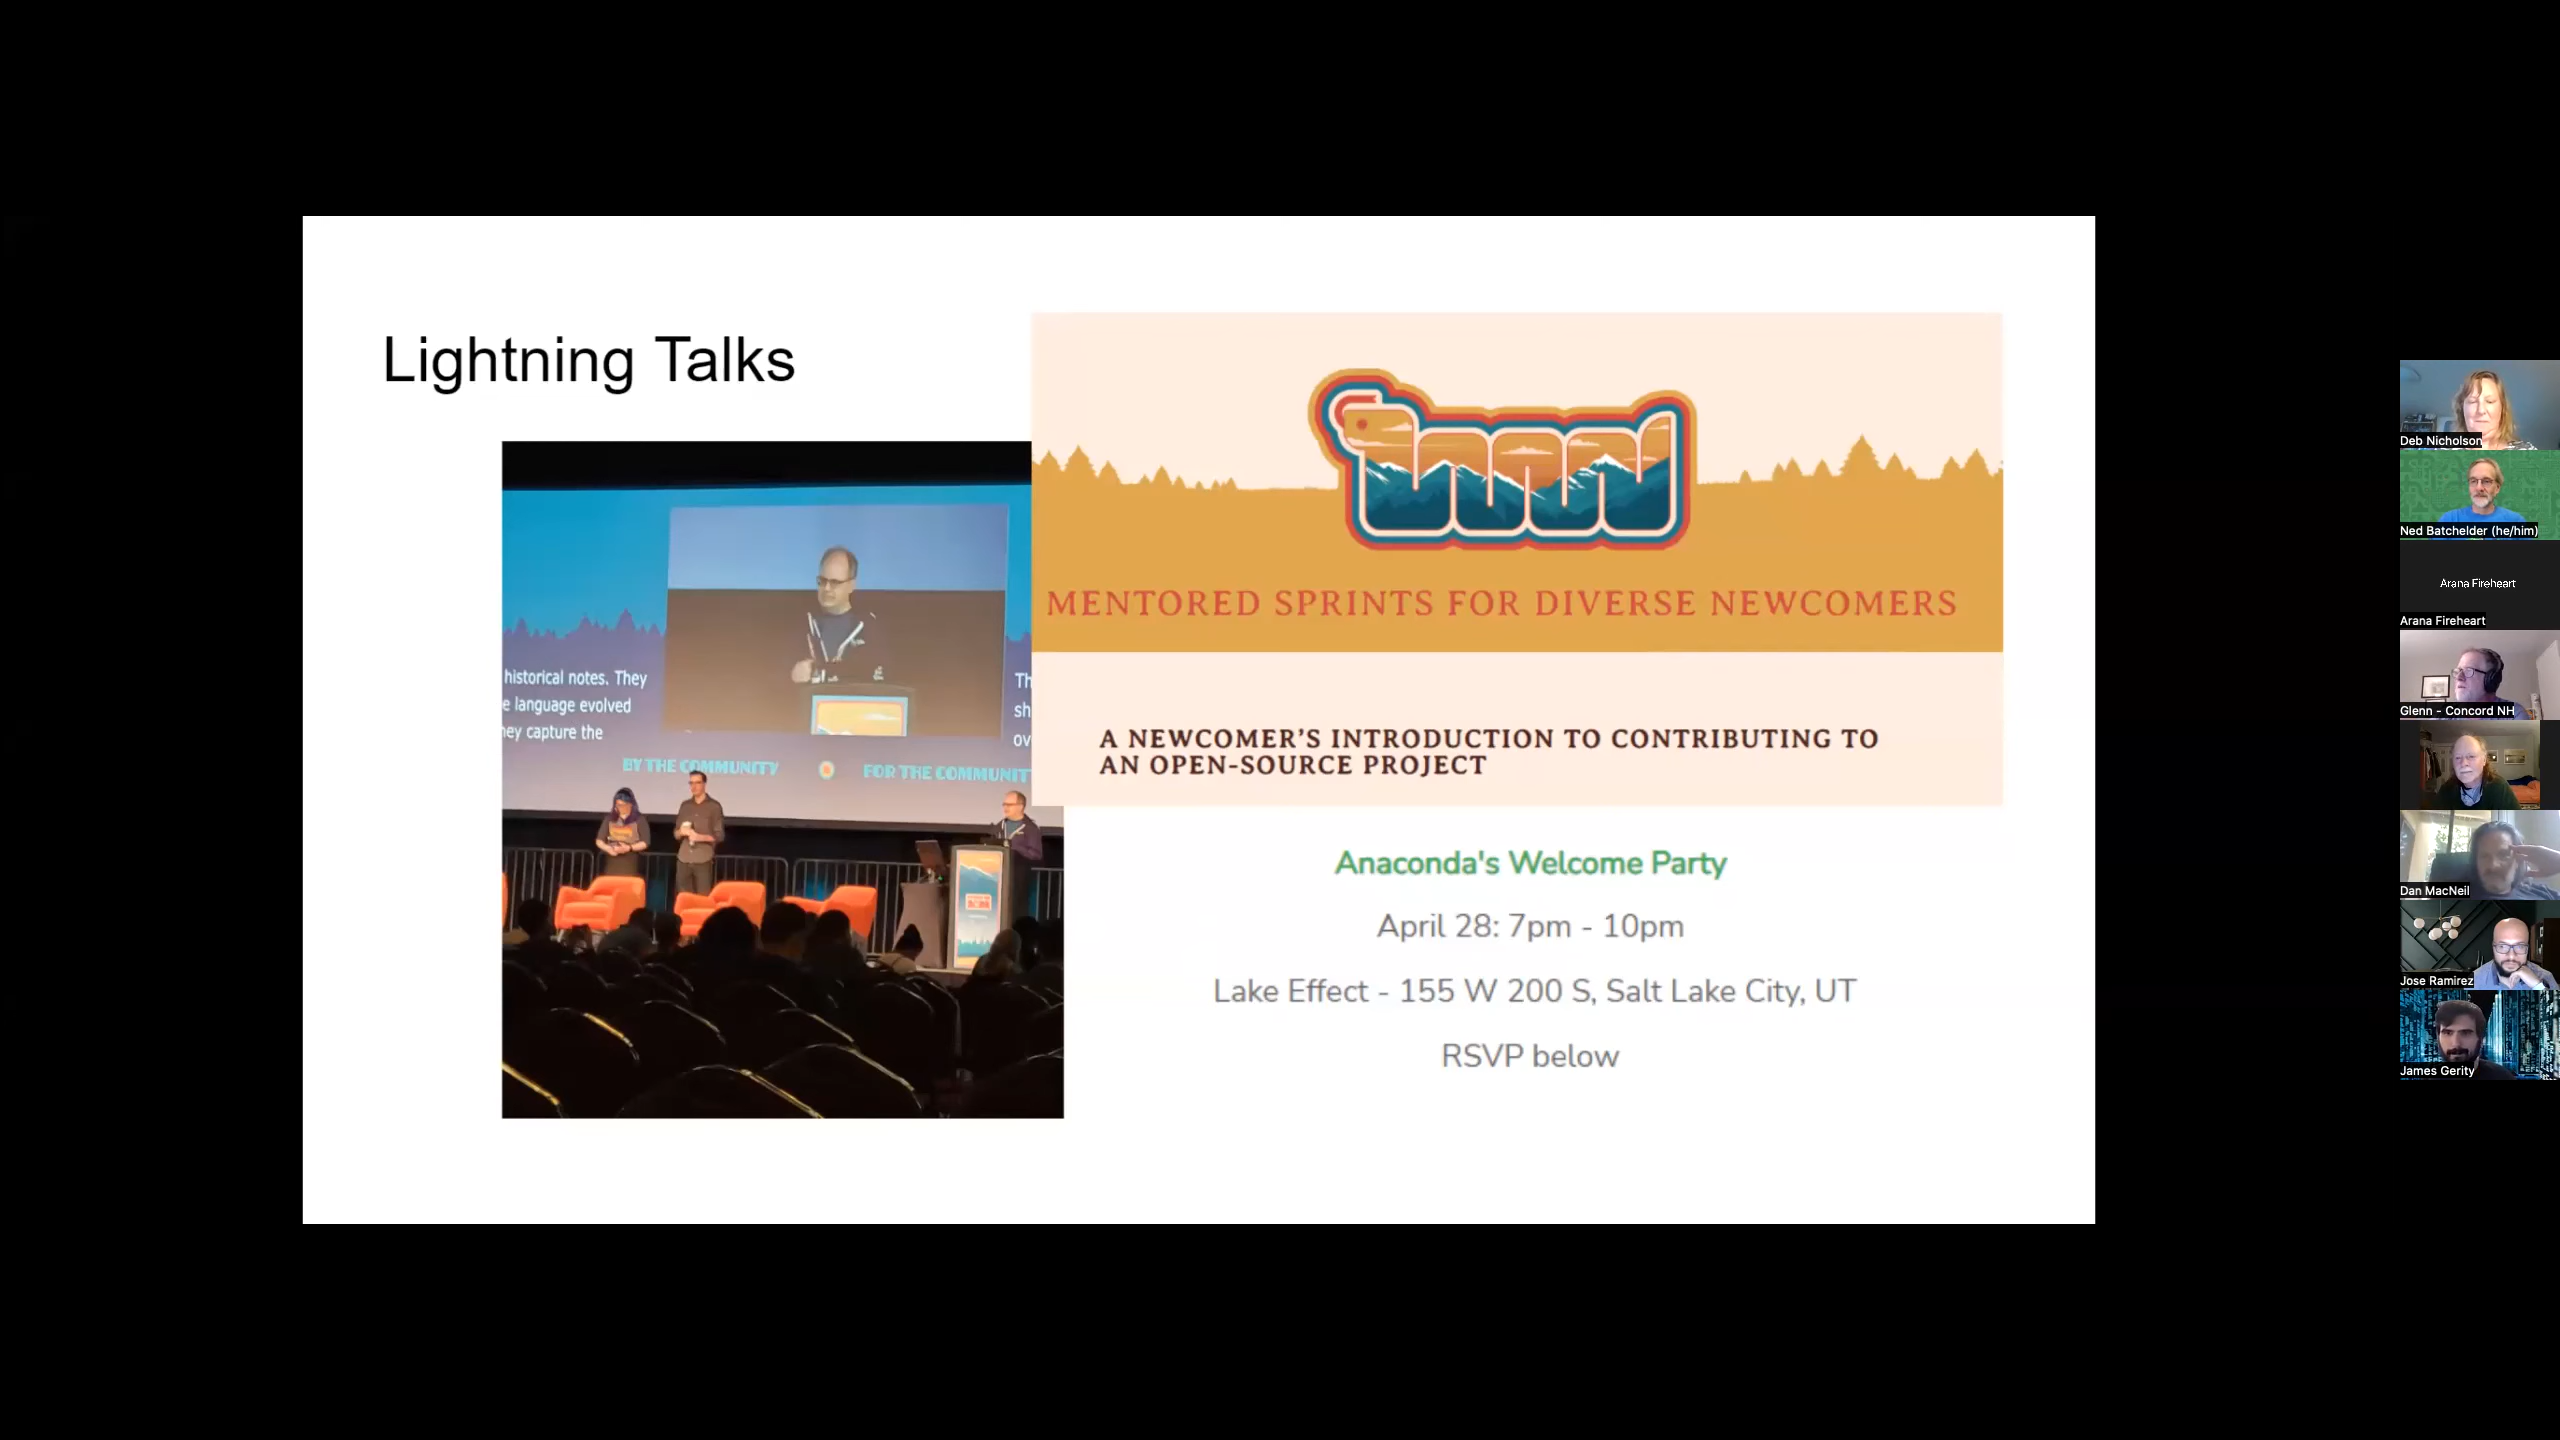 Lightning Talks
historical notes. They
e language evolved
ey capture the
Th
sh
ov
BY THE COMMUNITY
FOR THE COMMUNIT
MENTORED SPRINTS FOR DIVERSE NEWCOMERS
A NEWCOMER'S INTRODUCTION TO CONTRIBUTING TO
AN OPEN-SOURCE PROJECT
Anaconda's Welcome Party
April 28: 7pm - 10pm
Lake Effect - 155 W 200 S, Salt Lake City, UT
RSVP below
Deb Nicholson
Ned Batchelder (he/him)
Arana Fireheart
Arana Fireheart
Glenn - Concord NH
Dan MacNeil
Jose Ramirez
James Gerity